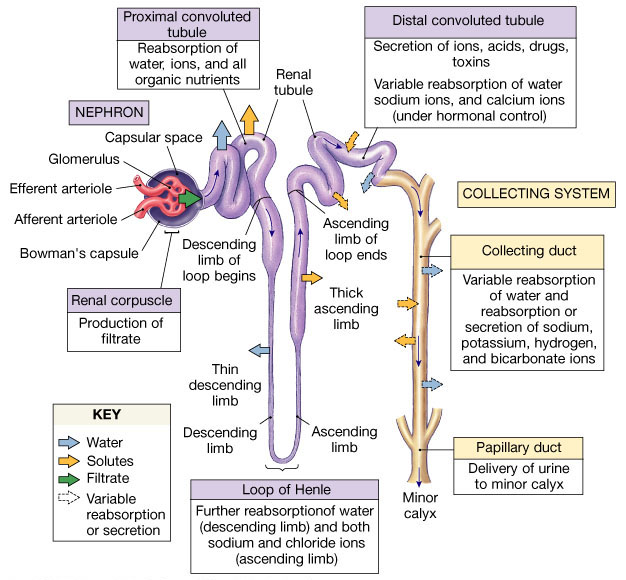 Proximal convoluted
tubule
Reabsorption of
water, ions, and all
organic nutrients
Distal convoluted tubule
Secretion of ions, acids, drugs,
toxins
Variable reabsorption of water
sodium ions, and calcium ions
(under hormonal control)
Renal
tubule
NEPHRON
Capsular space
Glomerulus
Efferent arteriole
Afferent arteriole
Bowman's capsule
Renal corpuscle
Production of
filtrate
Descending
limb of
loop begins
Ascending
limb of
loop ends
Thick
ascending
limb
Thin
descending
limb
Descending
limb
Ascending
limb
COLLECTING SYSTEM
Collecting duct
Variable reabsorption
of water and
reabsorption or
secretion of sodium,
potassium, hydrogen,
and bicarbonate ions
KEY
Water
Solutes
Filtrate
Variable
reabsorption
or secretion
Loop of Henle
Further reabsorptionof water
(descending limb) and both
sodium and chloride ions
(ascending limb)
Papillary duct
Delivery of urine
to minor calyx
Minor
calyx